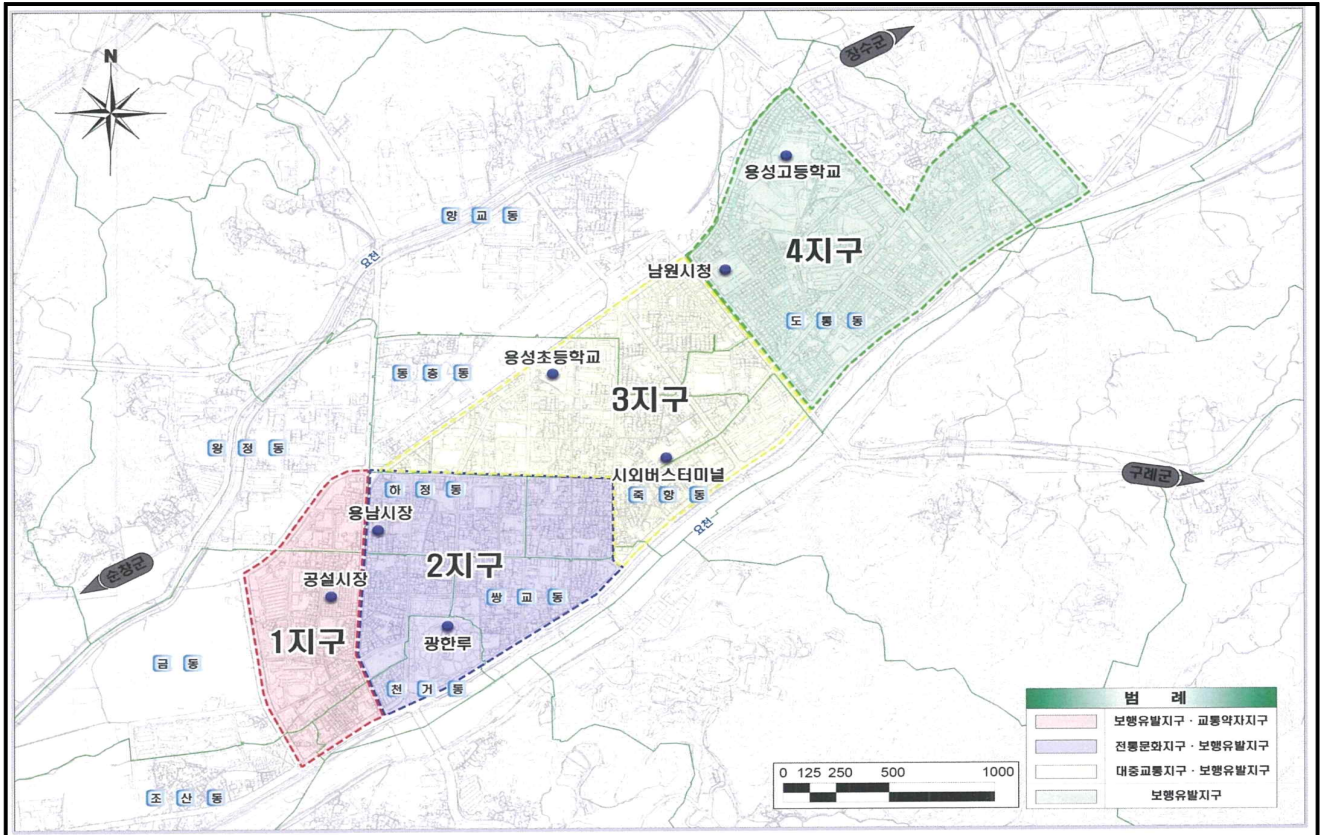 N
장수군
용성고등학교
향 교 동
4지구
요천
남원시청
도 통 동
용성초등학교
동 충 동
3지구
왕 정 동
시외버스터미널
구례군
하 정 동
죽 항 동
용남시장
요천
2지구
순창군
공설시장
쌍 교 동
1지구
광한루
금 동
천 거 동
범 례
보행유발지구 · 교통약자지구
전통문화지구 · 보행유발지구
대중교통지구 · 보행유발지구
보행유발지구
0 125 250 500 1000
조 산 동